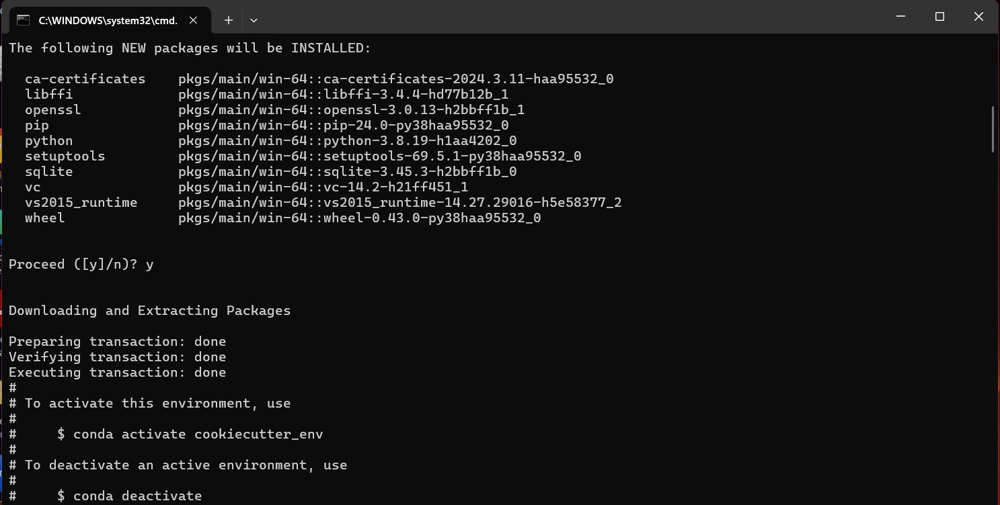 C:\WINDOWS\system32\cmd.
The following NEW packages will be INSTALLED:
ca-certificates pkgs/main/win-64::ca-certificates-2024.3.11-haa95532_0
libffi pkgs/main/win-64::libffi-3.4.4-hd77b12b_1
openssl pkgs/main/win-64::openssl-3.0.13-h2bbff1b_1
pip pkgs/main/win-64::pip-24.0-py38haa95532_0
python pkgs/main/win-64::python-3.8.19-h1aa4202_0
setuptools pkgs/main/win-64::setuptools-69.5.1-py38haa95532_0
sqlite pkgs/main/win-64::sqlite-3.45.3-h2bbff1b_0
vc pkgs/main/win-64::vc-14.2-h21ff451_1
vs2015_runtime pkgs/main/win-64::vs2015_runtime-14.27.29016-h5e58377_2
wheel pkgs/main/win-64::wheel-0.43.0-py38haa95532_0
Proceed ([y]/n)? y
Downloading and Extracting Packages
Preparing transaction: done
Verifying transaction: done
Executing transaction: done
#
# To activate this environment, use
#
# $ conda activate cookiecutter_env
#
# To deactivate an active environment, use
#
# $ conda deactivate